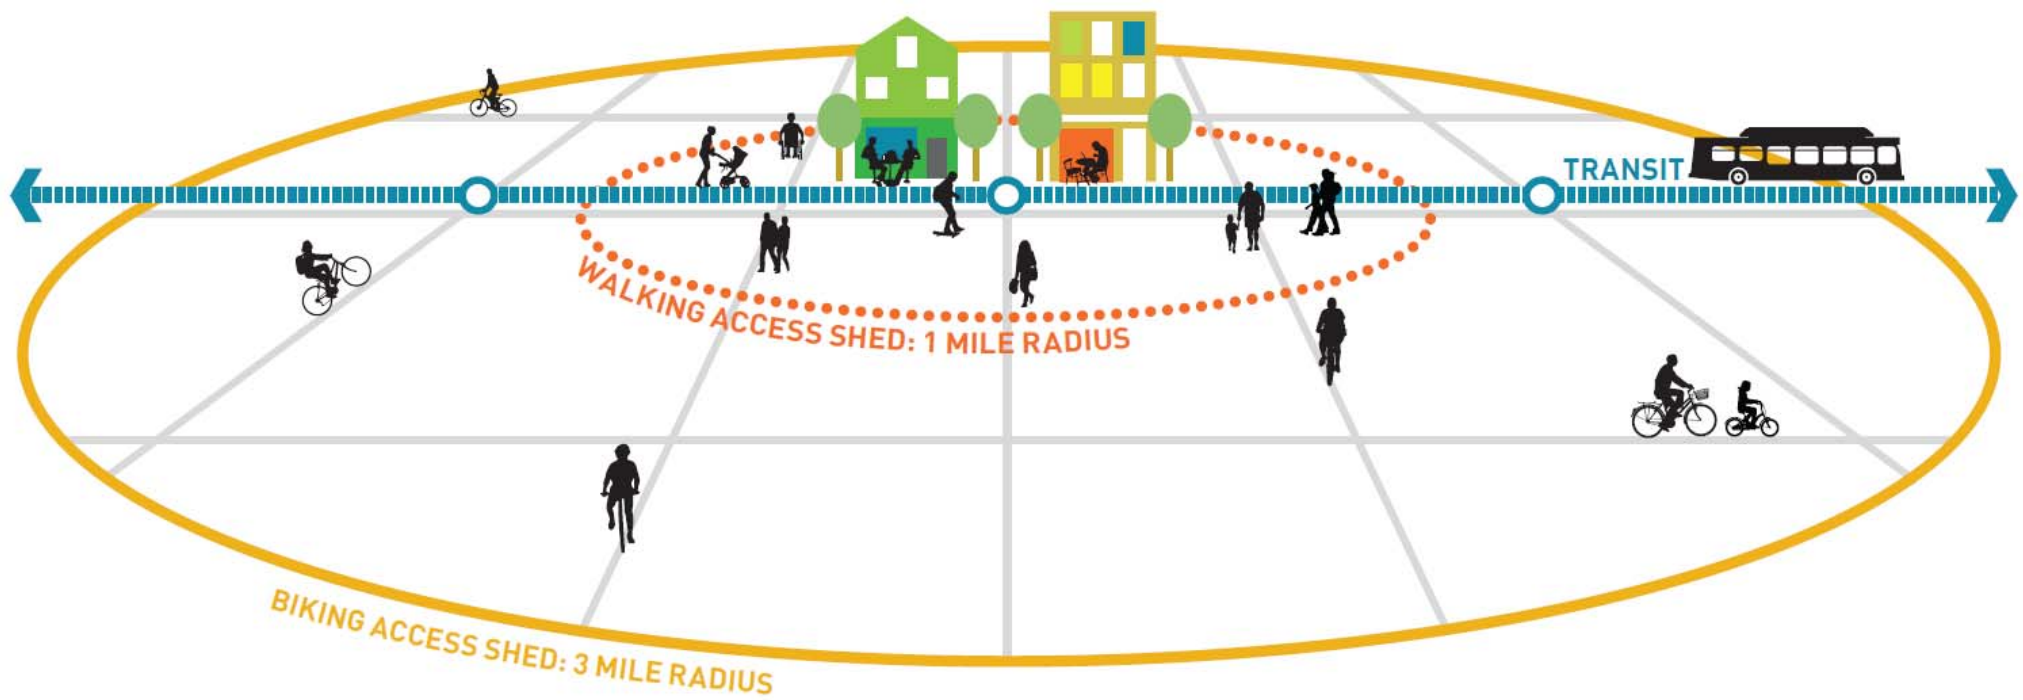 TRANSIT
WALKING ACCESS SHED: 1 MILE RADIUS
BIKING ACCESS SHED: 3 MILE RADIUS